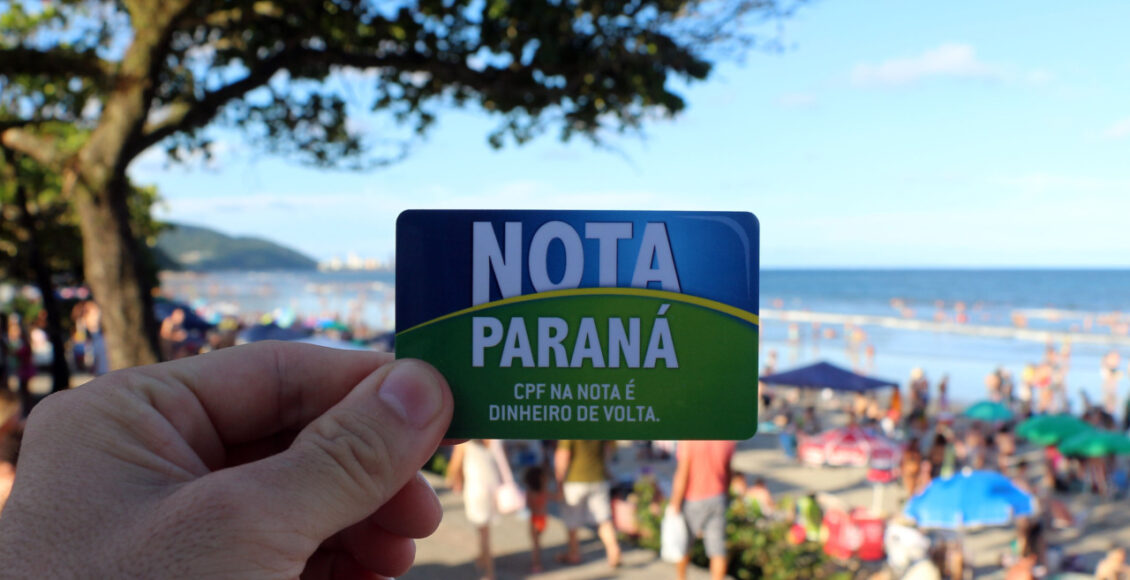 NOTA
PARANÁ
CPF NA NOTA É
DINHEIRO DE VOLTA.